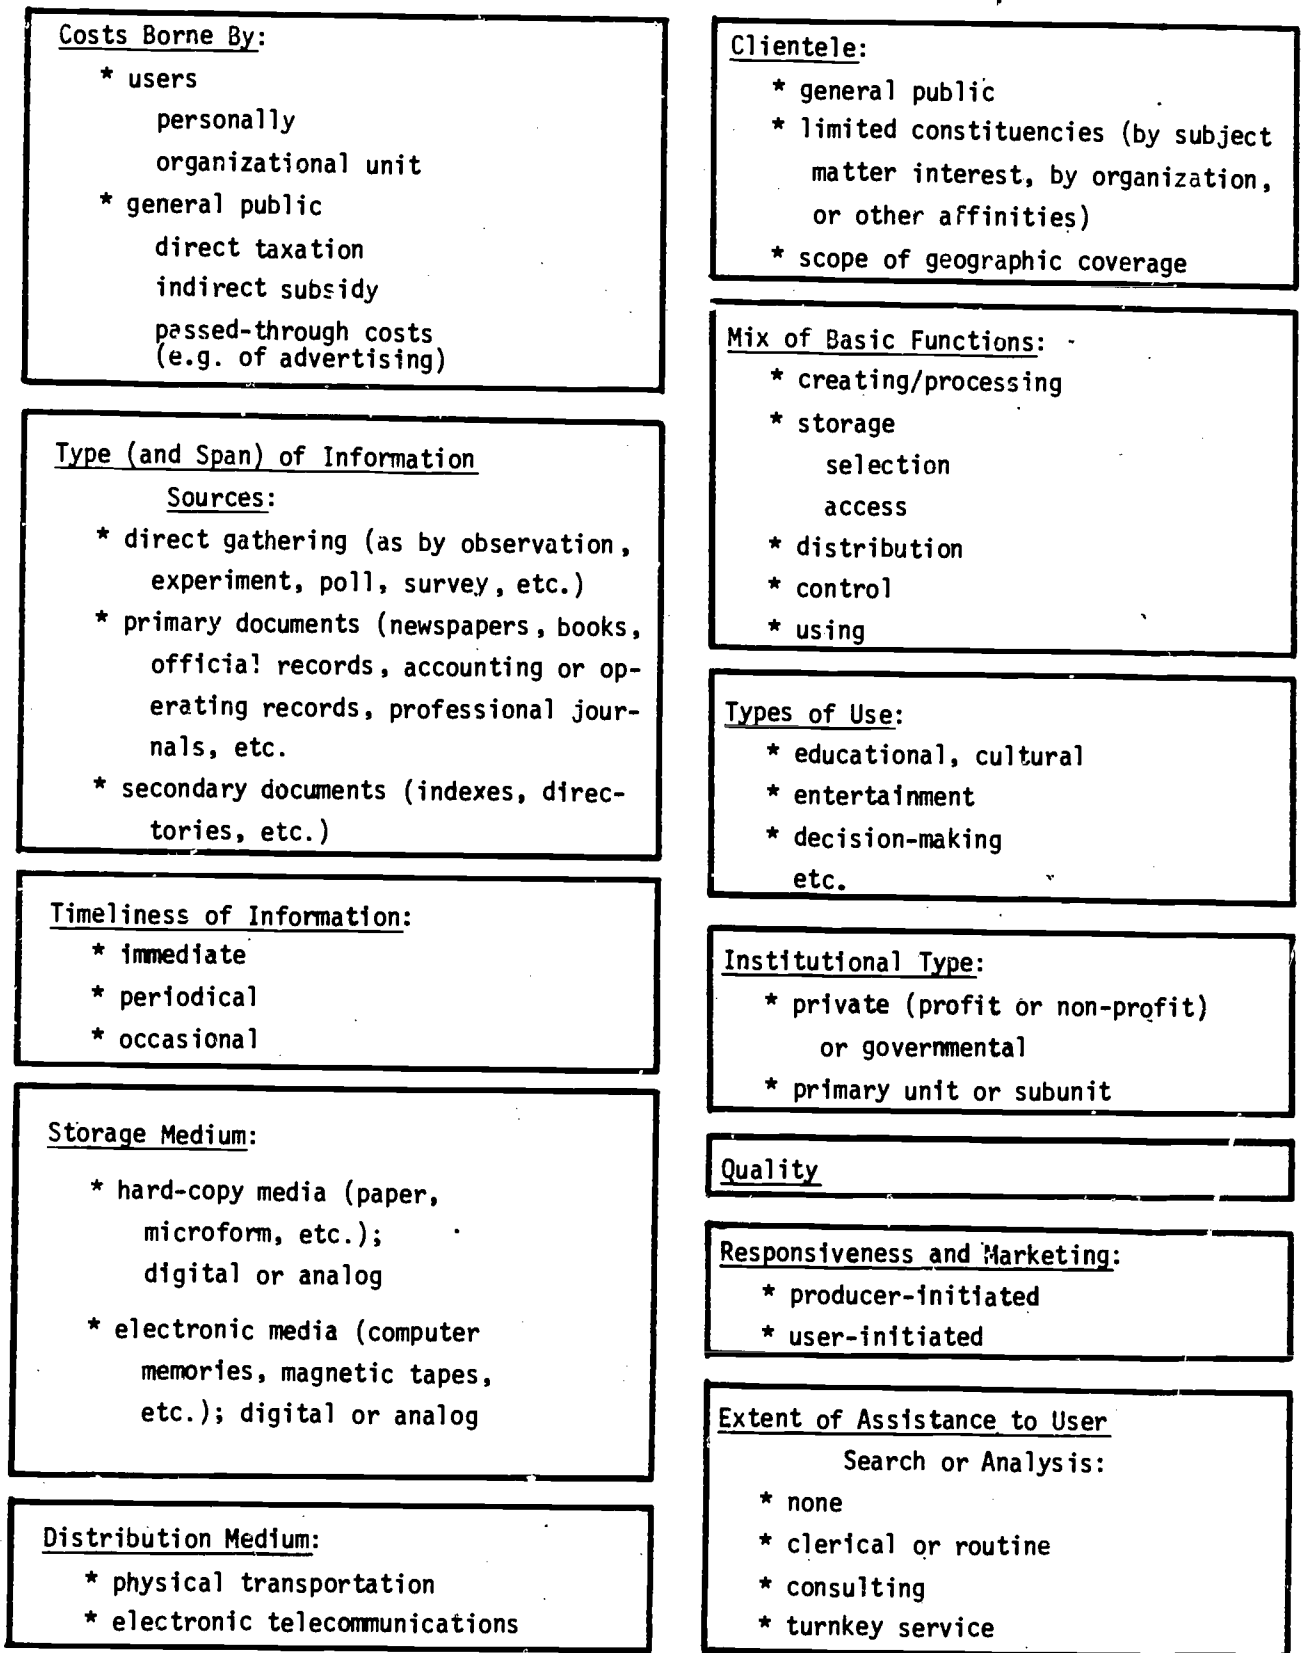 Costs Borne By:
* users
personally
organizational unit
* general public
direct taxation
indirect subsidy
passed-through costs
(e.g. of advertising)
Type (and Span) of Information
Sources:
* direct gathering (as by observation,
experiment, poll, survey, etc.)
* primary documents (newspapers, books,
official records, accounting or op-
erating records, professional jour-
nals, etc.
* secondary documents (indexes, direc-
tories, etc.)
Timeliness of Information:
* immediate
* periodical
* occasional
Storage Medium:
* hard-copy media (paper,
microform, etc.);
digital or analog
* electronic media (computer
memories, magnetic tapes,
etc.); digital or analog
Distribution Medium:
* physical transportation
* electronic telecommunications
Clientele:
* general public
* limited constituencies (by subject
matter interest, by organization,
or other affinities)
* scope of geographic coverage
Mix of Basic Functions:
* creating/processing
* storage
selection
access
* distribution
* control
* using
Types of Use:
* educational, cultural
* entertainment
* decision-making
etc.
Institutional Type:
* private (profit or non-profit)
or governmental
* primary unit or subunit
Quality
Responsiveness and Marketing:
* producer-initiated
* user-initiated
Extent of Assistance to User
Search or Analysis:
* none
* clerical or routine
* consulting
* turnkey service